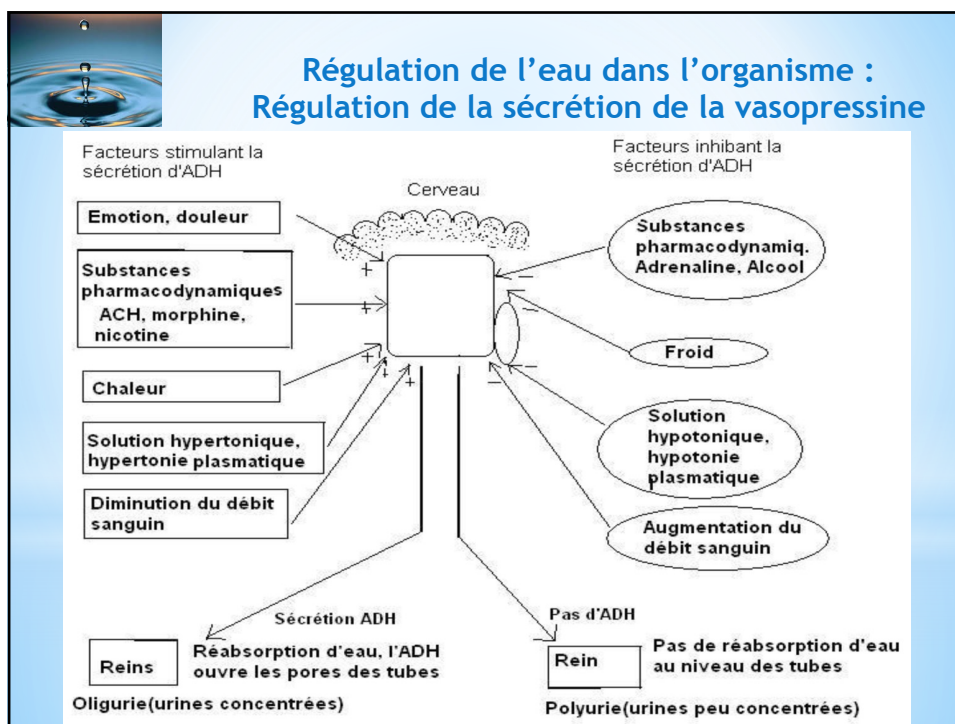 Régulation de l'eau dans l'organisme :
Régulation de la sécrétion de la vasopressine
Facteurs stimulant la
sécrétion d'ADH
Emotion, douleur
Substances
pharmacodynamiques
ACH, morphine,
nicotine
Chaleur
Solution hypertonique,
hypertonie plasmatique
Diminution du débit
sanguin
Cerveau
+
+
+
+
+
Facteurs inhibant la
sécrétion d'ADH
Substances
pharmacodynamiq.
Adrenaline, Alcool
Froid
Solution
hypotonique,
hypotonie
plasmatique
Augmentation du
débit sanguin
–
–
–
–
Sécrétion ADH
Reins
Réabsorption d'eau, l'ADH
ouvre les pores des tubes
Oligurie(urines concentrées)
Pas d'ADH
Rein
Pas de réabsorption d'eau
au niveau des tubes
Polyurie(urines peu concentrées)